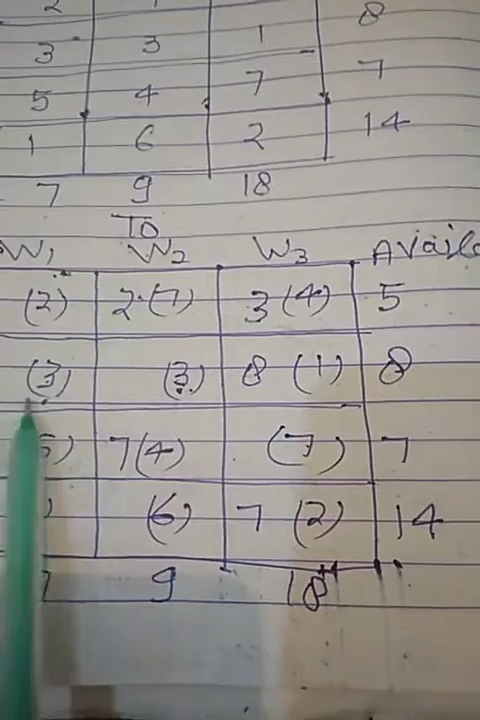 3 3 1 8
5 4 7 7
1 6 2 14
7 9 18
To
W1 W2 W3 Availa
(2) 2 (7) 3 (4) 5
(3) (3) 8 (1) 8
7 (4) (7) 7
(6) 7 (2) 14
9 18